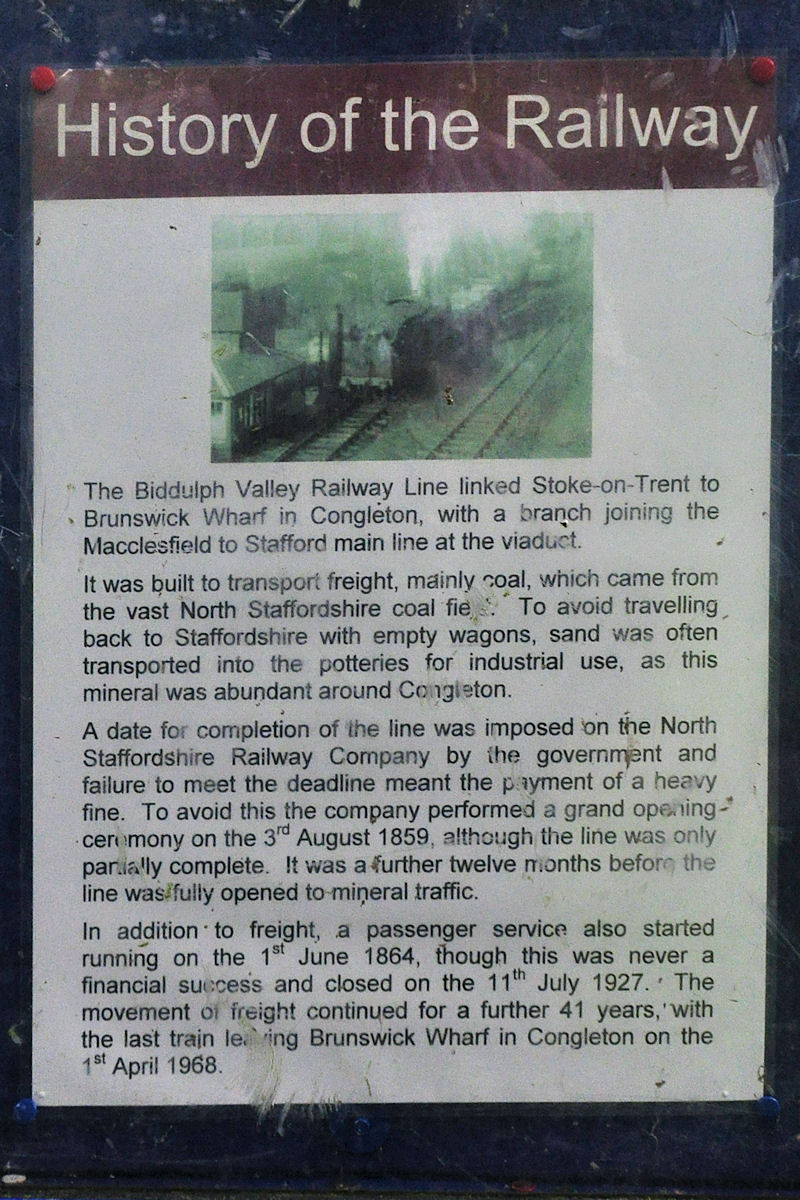 History of the Railway
The Biddulph Valley Railway Line linked Stoke-on-Trent to
Brunswick Wharf in Congleton, with a branch joining the
Macclesfield to Stafford main line at the viaduct.
It was built to transport freight, mainly coal, which came from
the vast North Staffordshire coal To avoid travelling
back to Staffordshire with empty wagons, sand was often
transported into the potteries for industrial use, as this
mineral was abundant around Congleton.
A date for completion of the line was imposed on the North
Staffordshire Railway Company by the government and
failure to meet the deadline meant the payment of a heavy
fine. To avoid this the company performed a grand opening
ceremony on the 3rd August 1859, although the line was only
partially complete. It was a further twelve months before the
line was fully opened to mineral traffic.
In addition to freight, a passenger service also started
running on the 1st June 1864, though this was never a
financial success and closed on the 11th July 1927. The
movement of freight continued for a further 41 years, with
the last train leaving Brunswick Wharf in Congleton on the
1st April 1968.